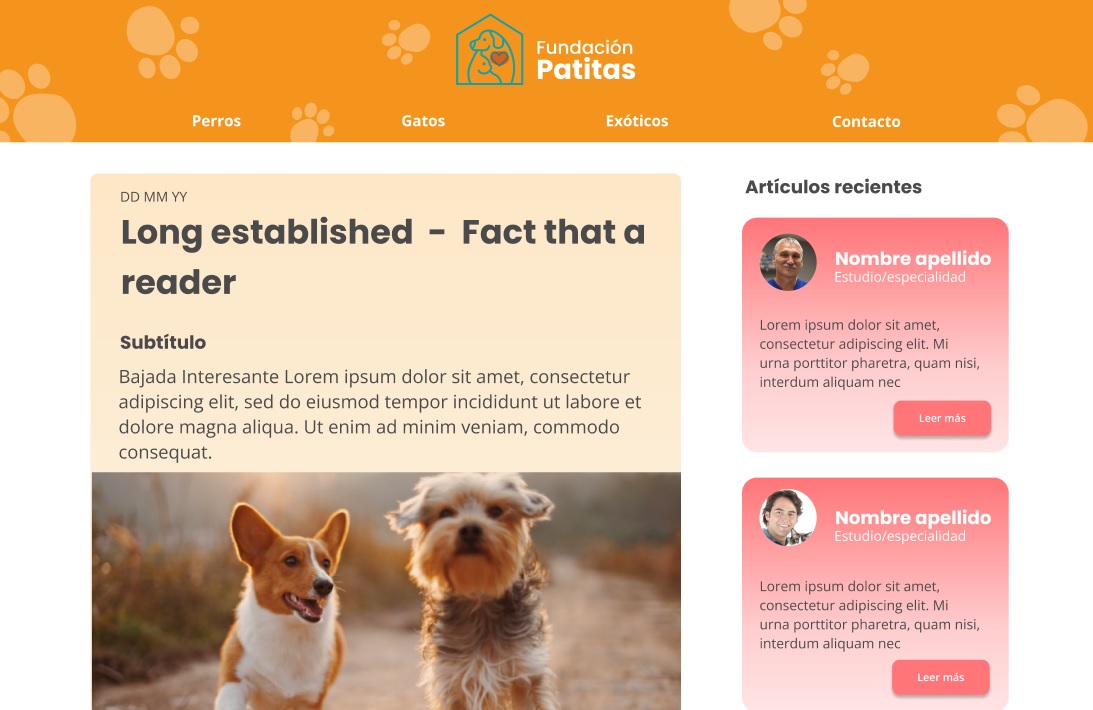 Fundación
Patitas
Perros
Gatos
Exóticos
Contacto
DD MM YY
Long established - Fact that a
reader
Subtítulo
Bajada Interesante Lorem ipsum dolor sit amet, consectetur
adipiscing elit, sed do eiusmod tempor incididunt ut labore et
dolore magna aliqua. Ut enim ad minim veniam, commodo
consequat.
Artículos recientes
Nombre apellido
Estudio/especialidad
Lorem ipsum dolor sit amet,
consectetur adipiscing elit. Mi
urna porttitor pharetra, quam nisi,
interdum aliquam nec
Leer más
Nombre apellido
Estudio/especialidad
Lorem ipsum dolor sit amet,
consectetur adipiscing elit. Mi
urna porttitor pharetra, quam nisi,
interdum aliquam nec
Leer más